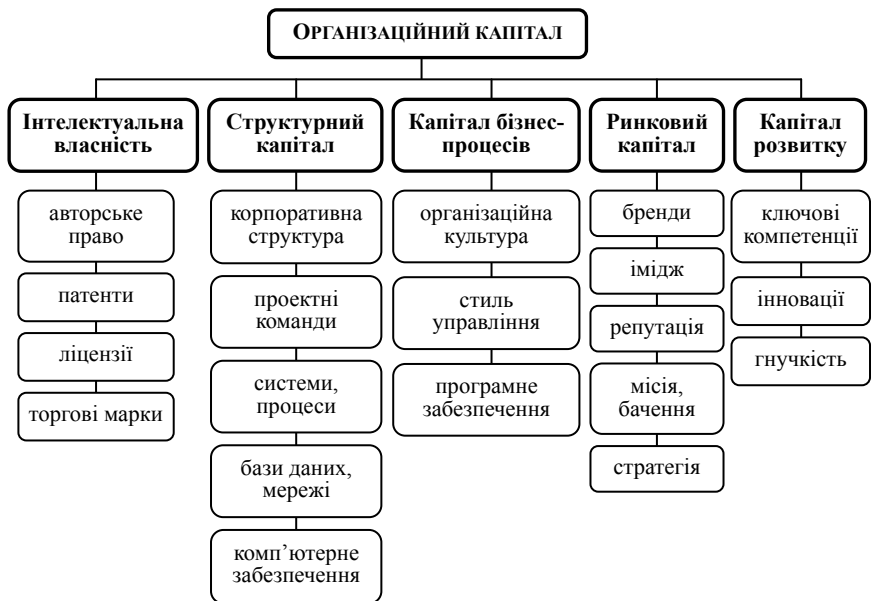 ОРГАНІЗАЦІЙНИЙ КАПІТАЛ
Інтелектуальна
власність
авторське
право
патенти
ліцензії
торгові марки
Структурний
капітал
корпоративна
структура
проектні
команди
системи,
процеси
бази даних,
мережі
комп’ютерне
забезпечення
Капітал бізнес-
процесів
організаційна
культура
стиль
управління
програмне
забезпечення
Ринковий
капітал
бренди
імідж
репутація
місія,
бачення
стратегія
Капітал
розвитку
ключові
компетенції
інновації
гнучкість